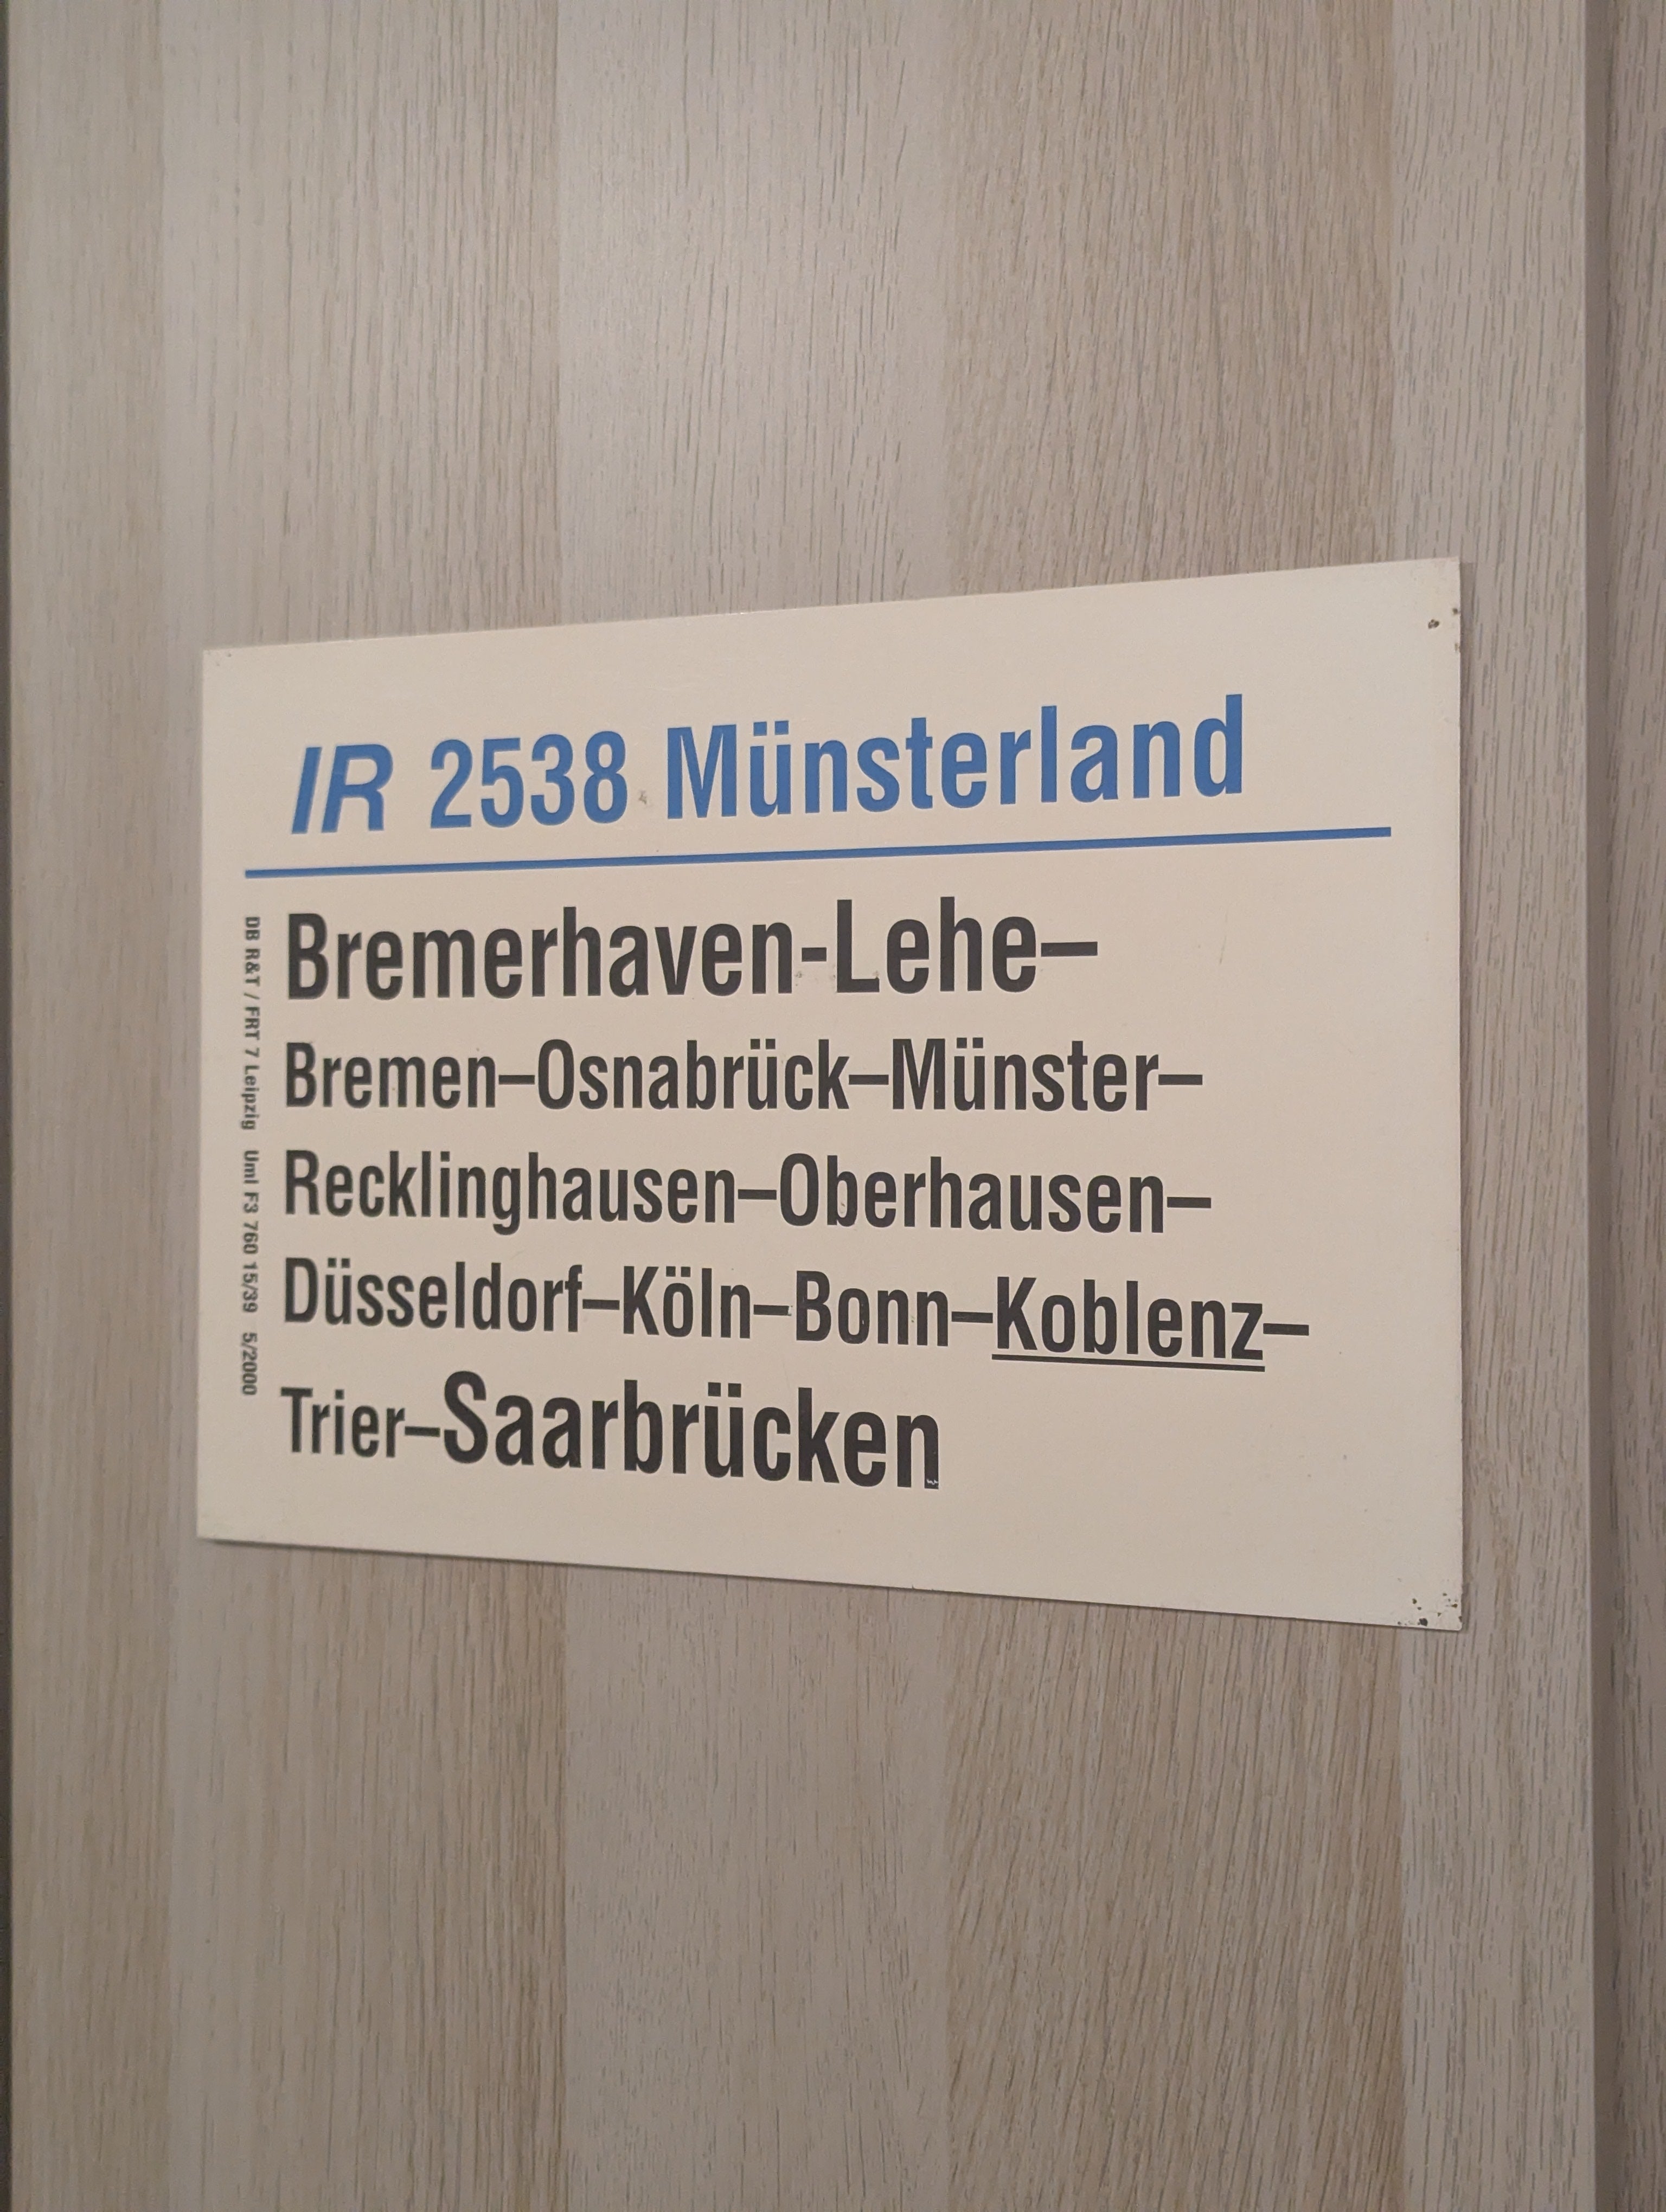 IR 2538 Münsterland
Bremerhaven-Lehe–
Bremen–Osnabrück–Münster–
Recklinghausen–Oberhausen–
Düsseldorf–Köln–Bonn–Koblenz–
Trier–Saarbrücken
DB R&T / FRT 7 Leipzig Uml F3 760 15/39 5/2000